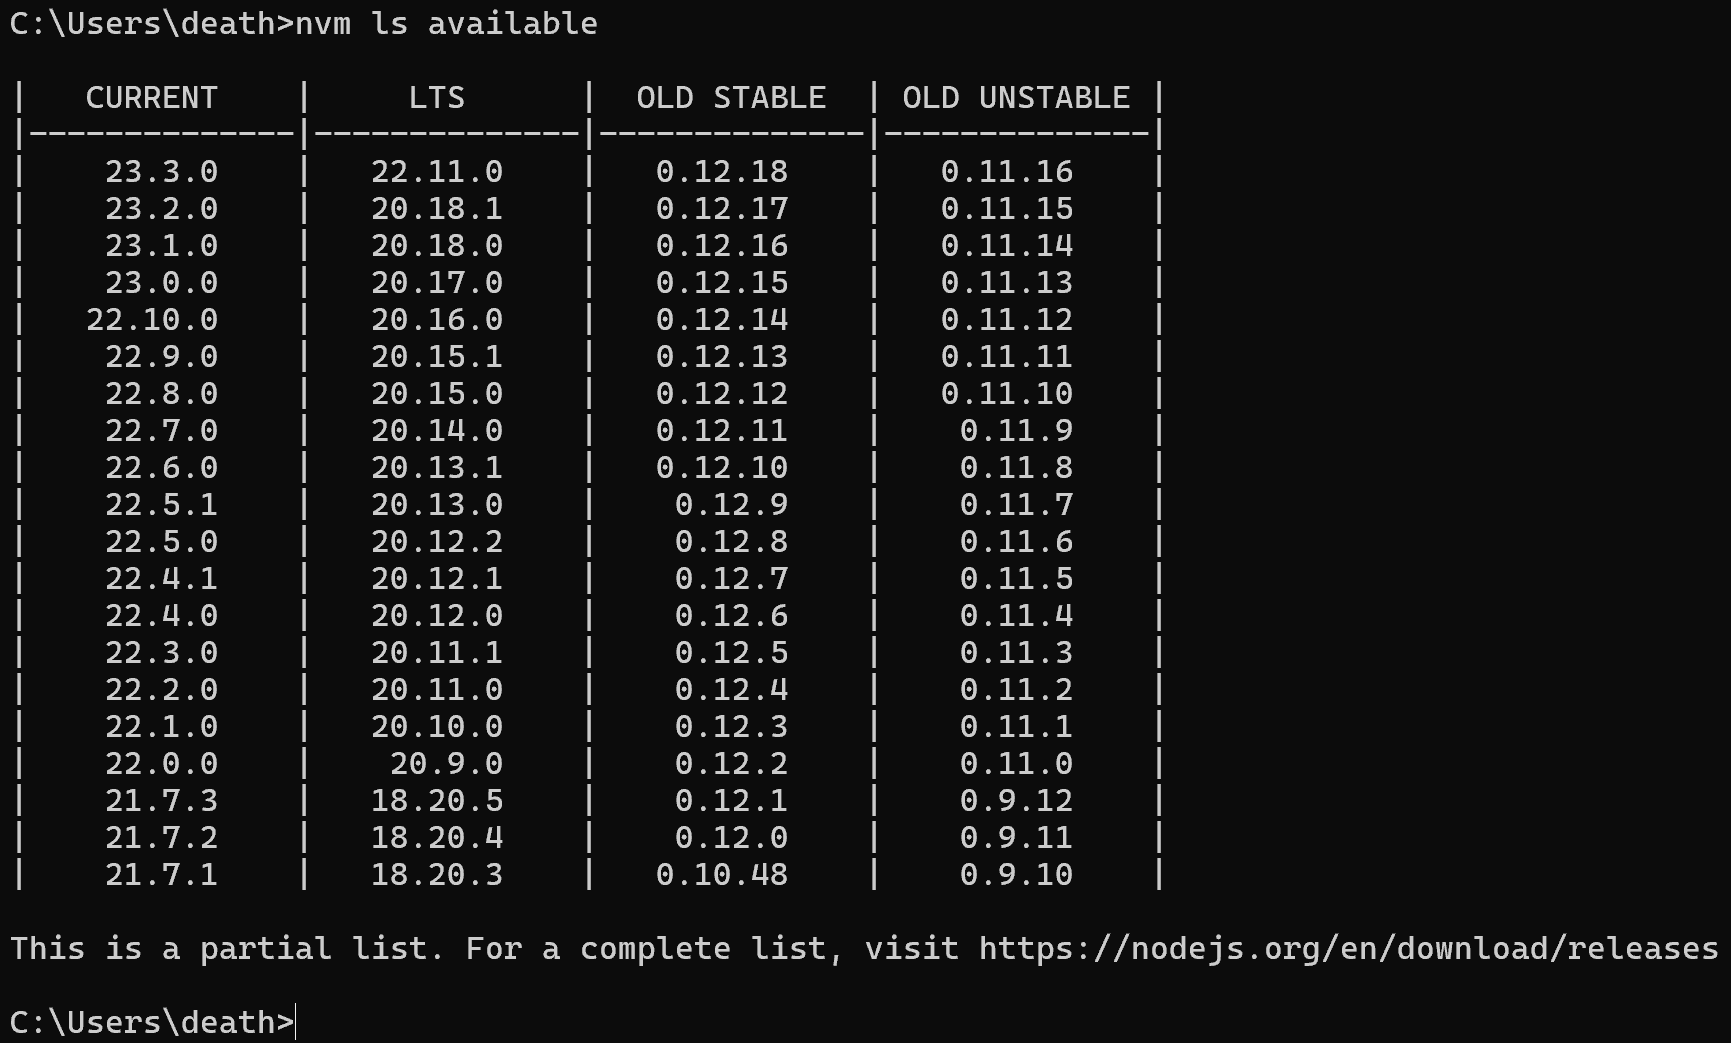 C:\Users\death>nvm ls available
|   CURRENT    |     LTS      |  OLD STABLE  | OLD UNSTABLE |
|--------------|--------------|--------------|--------------|
|    23.3.0    |   22.11.0    |   0.12.18    |   0.11.16    |
|    23.2.0    |   20.18.1    |   0.12.17    |   0.11.15    |
|    23.1.0    |   20.18.0    |   0.12.16    |   0.11.14    |
|    23.0.0    |   20.17.0    |   0.12.15    |   0.11.13    |
|   22.10.0    |   20.16.0    |   0.12.14    |   0.11.12    |
|    22.9.0    |   20.15.1    |   0.12.13    |   0.11.11    |
|    22.8.0    |   20.15.0    |   0.12.12    |   0.11.10    |
|    22.7.0    |   20.14.0    |   0.12.11    |    0.11.9    |
|    22.6.0    |   20.13.1    |   0.12.10    |    0.11.8    |
|    22.5.1    |   20.13.0    |    0.12.9    |    0.11.7    |
|    22.5.0    |   20.12.2    |    0.12.8    |    0.11.6    |
|    22.4.1    |   20.12.1    |    0.12.7    |    0.11.5    |
|    22.4.0    |   20.12.0    |    0.12.6    |    0.11.4    |
|    22.3.0    |   20.11.1    |    0.12.5    |    0.11.3    |
|    22.2.0    |   20.11.0    |    0.12.4    |    0.11.2    |
|    22.1.0    |   20.10.0    |    0.12.3    |    0.11.1    |
|    22.0.0    |    20.9.0    |    0.12.2    |    0.11.0    |
|    21.7.3    |   18.20.5    |    0.12.1    |    0.9.12    |
|    21.7.2    |   18.20.4    |    0.12.0    |    0.9.11    |
|    21.7.1    |   18.20.3    |   0.10.48    |    0.9.10    |
This is a partial list. For a complete list, visit https://nodejs.org/en/download/releases
C:\Users\death>